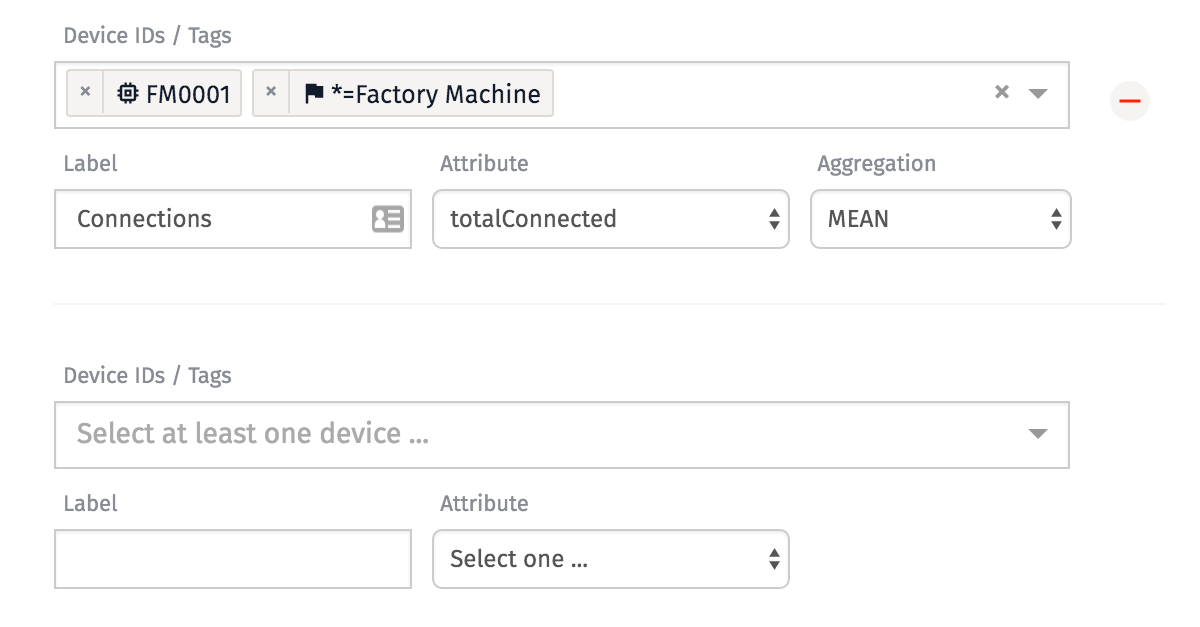 Device IDs / Tags
× FM0001 × *=Factory Machine ×
Label Attribute Aggregation
Connections totalConnected MEAN
Device IDs / Tags
Select at least one device ...
Label Attribute
Select one ...